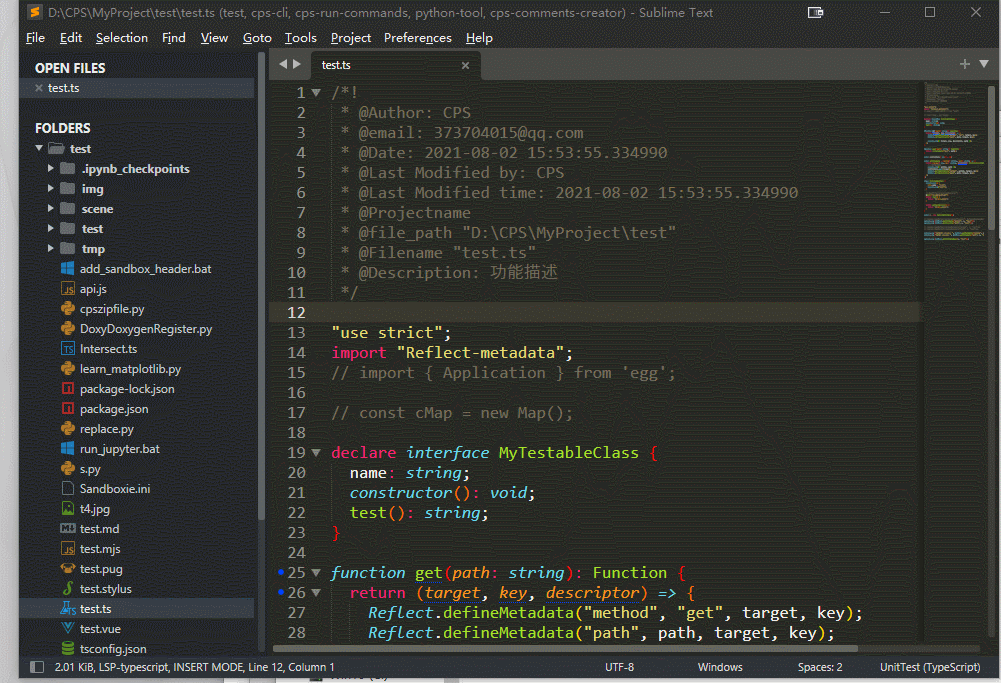 D:\CPS\MyProject\test\test.ts (test, cps-cli, cps-run-commands, python-tool, cps-comments-creator) - Sublime Text
File Edit Selection Find View Goto Tools Project Preferences Help
OPEN FILES
test.ts
FOLDERS
test
.ipynb_checkpoints
img
scene
test
tmp
add_sandbox_header.bat
api.js
cpszipfile.py
DoxyDoxygenRegister.py
Intersect.ts
learn_matplotlib.py
package-lock.json
package.json
replace.py
run_jupyter.bat
s.py
Sandboxie.ini
t4.jpg
test.md
test.mjs
test.pug
test.stylus
test.ts
test.vue
tsconfig.json
test.ts
1 /*!
2 * @Author: CPS
3 * @email: 373704015@qq.com
4 * @Date: 2021-08-02 15:53:55.334990
5 * @Last Modified by: CPS
6 * @Last Modified time: 2021-08-02 15:53:55.334990
7 * @Projectname
8 * @file_path "D:\CPS\MyProject\test"
9 * @Filename "test.ts"
10 * @Description: 功能描述
11 */
12
13 "use strict";
14 import "Reflect-metadata";
15 // import { Application } from 'egg';
16
17 // const cMap = new Map();
18
19 declare interface MyTestableClass {
20 name: string;
21 constructor(): void;
22 test(): string;
23 }
24
25 function get(path: string): Function {
26 return (target, key, descriptor) => {
27 Reflect.defineMetadata("method", "get", target, key);
28 Reflect.defineMetadata("path", path, target, key);
2.01 KiB, LSP-typescript, INSERT MODE, Line 12, Column 1 UTF-8 Windows Spaces: 2 UnitTest (TypeScript)